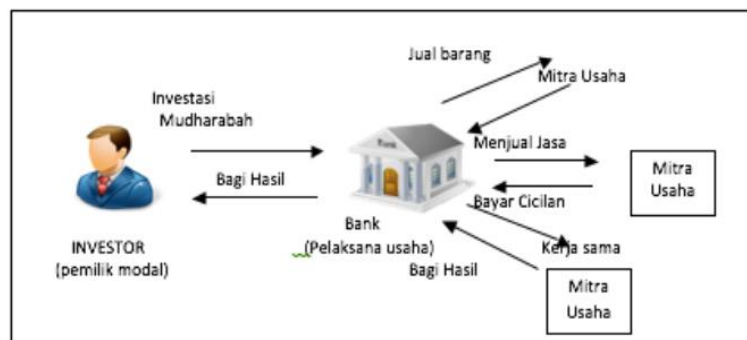 Jual barang
Mitra Usaha
Investasi
Mudharabah
Bank
Menjual Jasa
Mitra
Usaha
Bagi Hasil
Bayar Cicilan
Bank
(Pelaksana usaha)
INVESTOR
(pemilik modal)
Kerja sama
Bagi Hasil
Mitra
Usaha